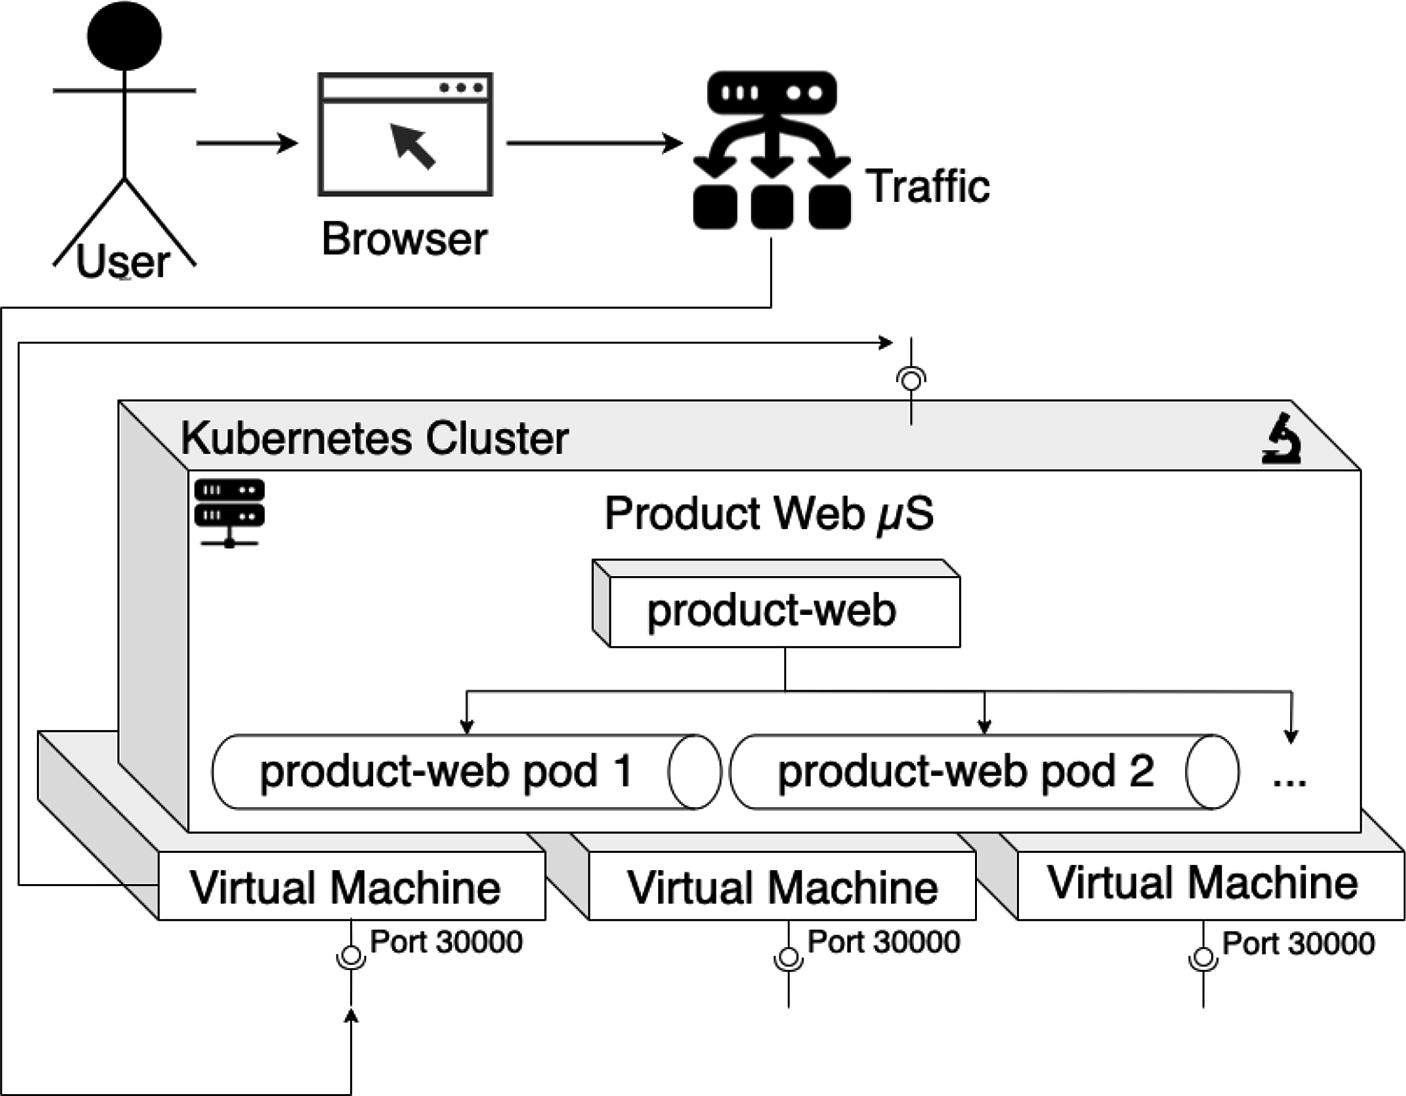 User
Browser
Traffic
Kubernetes Cluster
Product Web µS
product-web
product-web pod 1
product-web pod 2
...
Virtual Machine
Virtual Machine
Virtual Machine
Port 30000
Port 30000
Port 30000